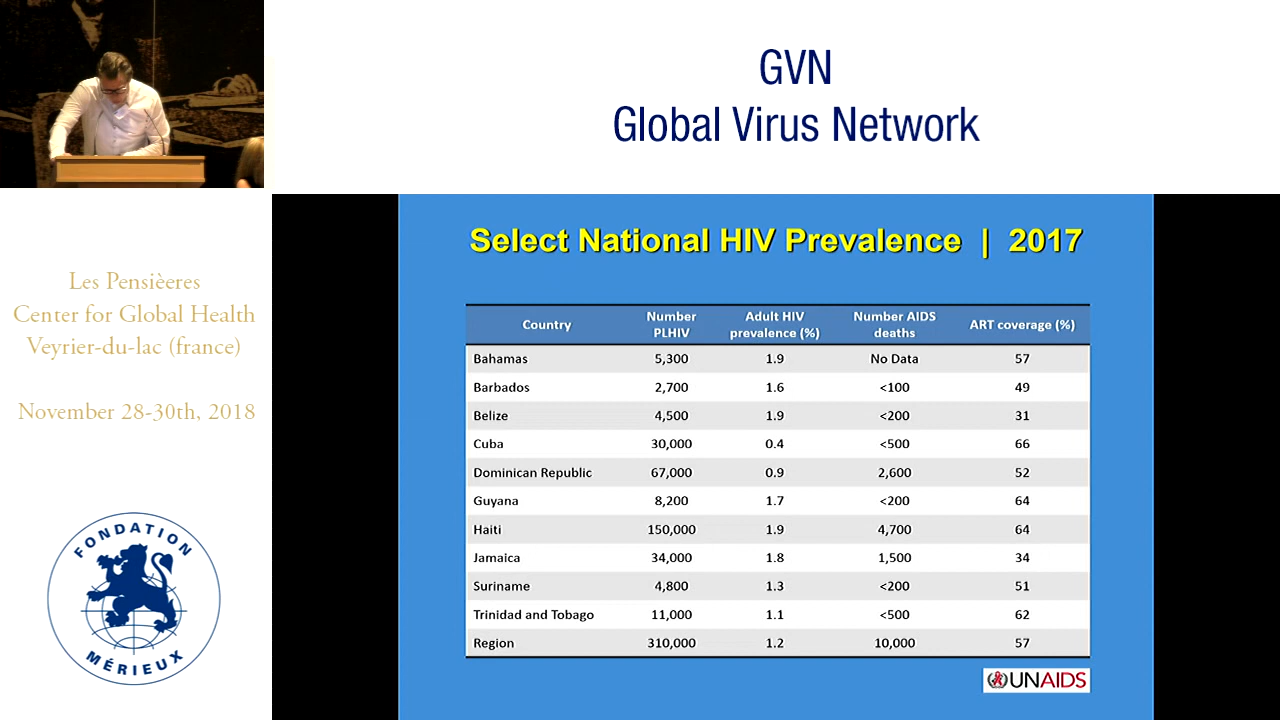 GVN
Global Virus Network
Les Pensièeres
Center for Global Health
Veyrier-du-lac (france)
November 28-30th, 2018
FONDATION
MÉRIEUX
Select National HIV Prevalence | 2017
Country Number PLHIV Adult HIV prevalence (%) Number AIDS deaths ART coverage (%)
Bahamas 5,300 1.9 No Data 57
Barbados 2,700 1.6 <100 49
Belize 4,500 1.9 <200 31
Cuba 30,000 0.4 <500 66
Dominican Republic 67,000 0.9 2,600 52
Guyana 8,200 1.7 <200 64
Haiti 150,000 1.9 4,700 64
Jamaica 34,000 1.8 1,500 34
Suriname 4,800 1.3 <200 51
Trinidad and Tobago 11,000 1.1 <500 62
Region 310,000 1.2 10,000 57
UNAIDS